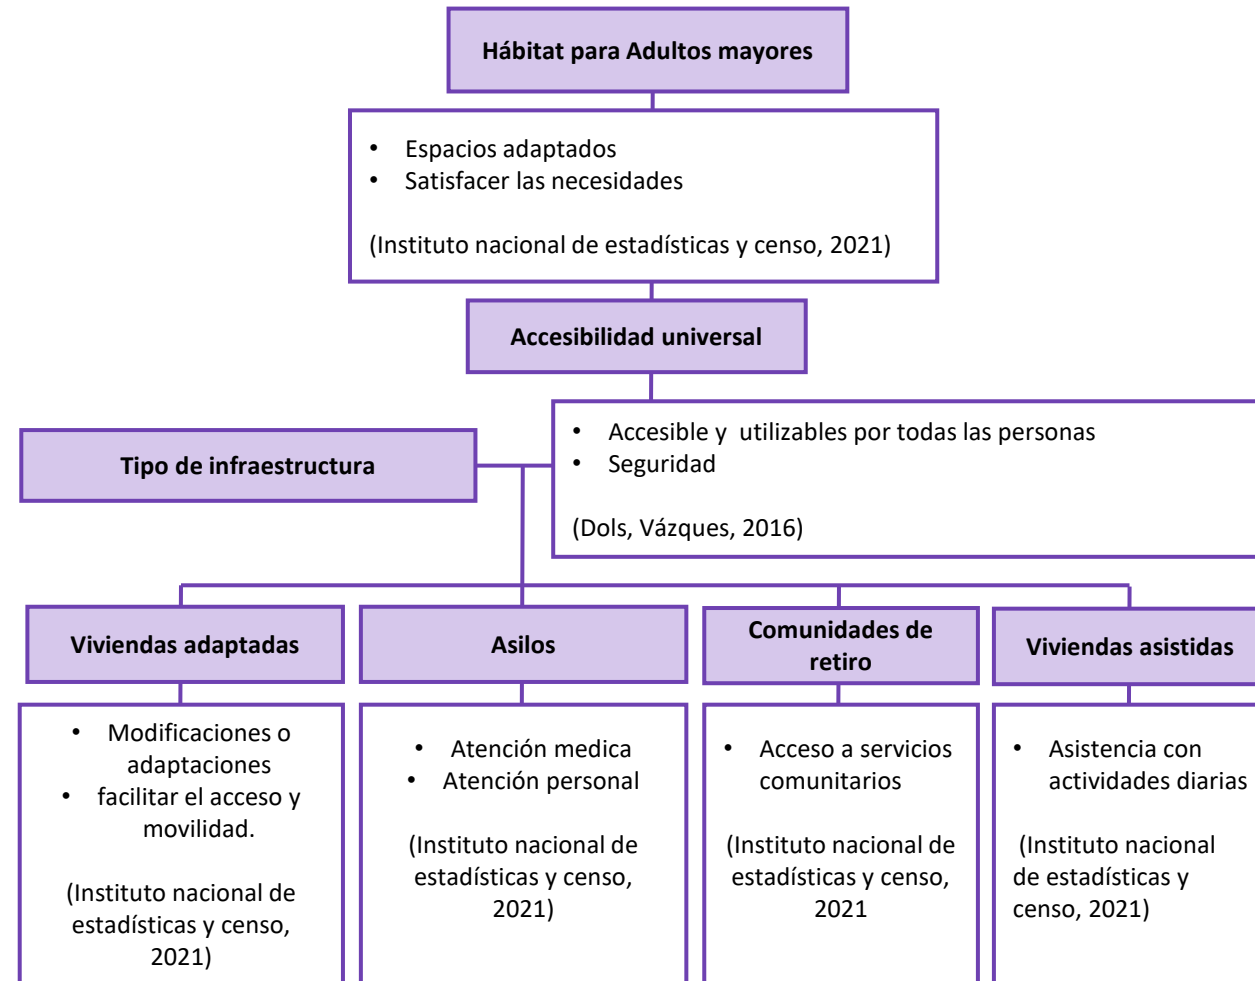 Hábitat para Adultos mayores
• Espacios adaptados
• Satisfacer las necesidades
(Instituto nacional de estadísticas y censo, 2021)
Accesibilidad universal
• Accesible y utilizables por todas las personas
• Seguridad
(Dols, Vázques, 2016)
Tipo de infraestructura
Viviendas adaptadas
• Modificaciones o
adaptaciones
• facilitar el acceso y
movilidad.
(Instituto nacional de
estadísticas y censo,
2021)
Asilos
• Atención medica
• Atención personal
(Instituto nacional de
estadísticas y censo,
2021)
Comunidades de
retiro
• Acceso a servicios
comunitarios
(Instituto nacional de
estadísticas y censo,
2021
Viviendas asistidas
• Asistencia con
actividades diarias
(Instituto nacional
de estadísticas y
censo, 2021)